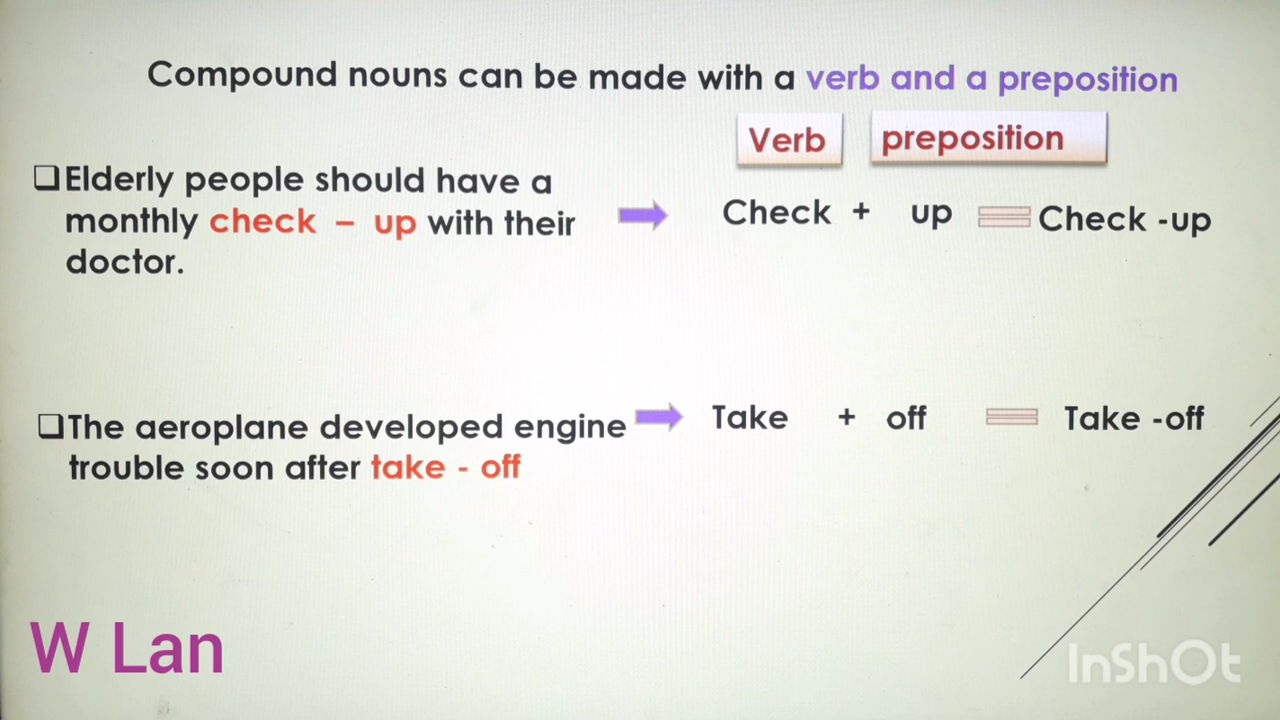 Compound nouns can be made with a verb and a preposition
Verb preposition
❑Elderly people should have a
monthly check – up with their
doctor.
Check + up = Check -up
❑The aeroplane developed engine
trouble soon after take - off
Take + off = Take -off
W Lan
InShOt